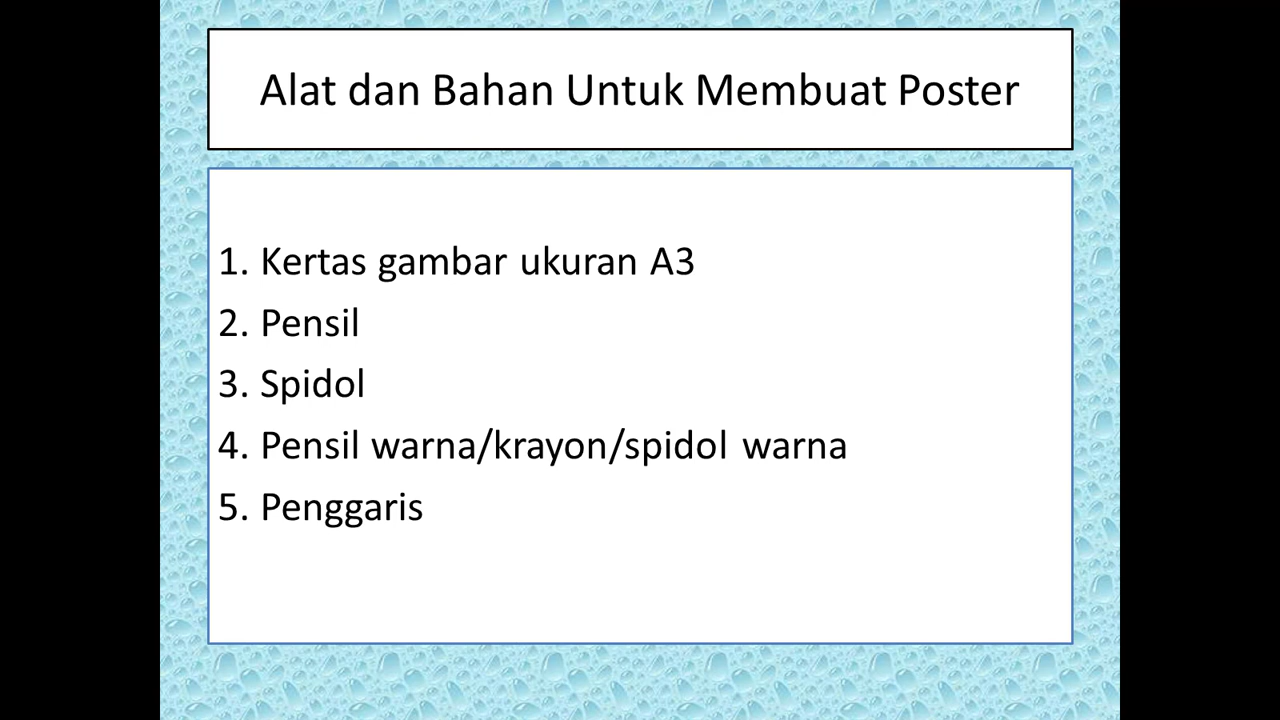 Alat dan Bahan Untuk Membuat Poster
1. Kertas gambar ukuran A3
2. Pensil
3. Spidol
4. Pensil warna/krayon/spidol warna
5. Penggaris